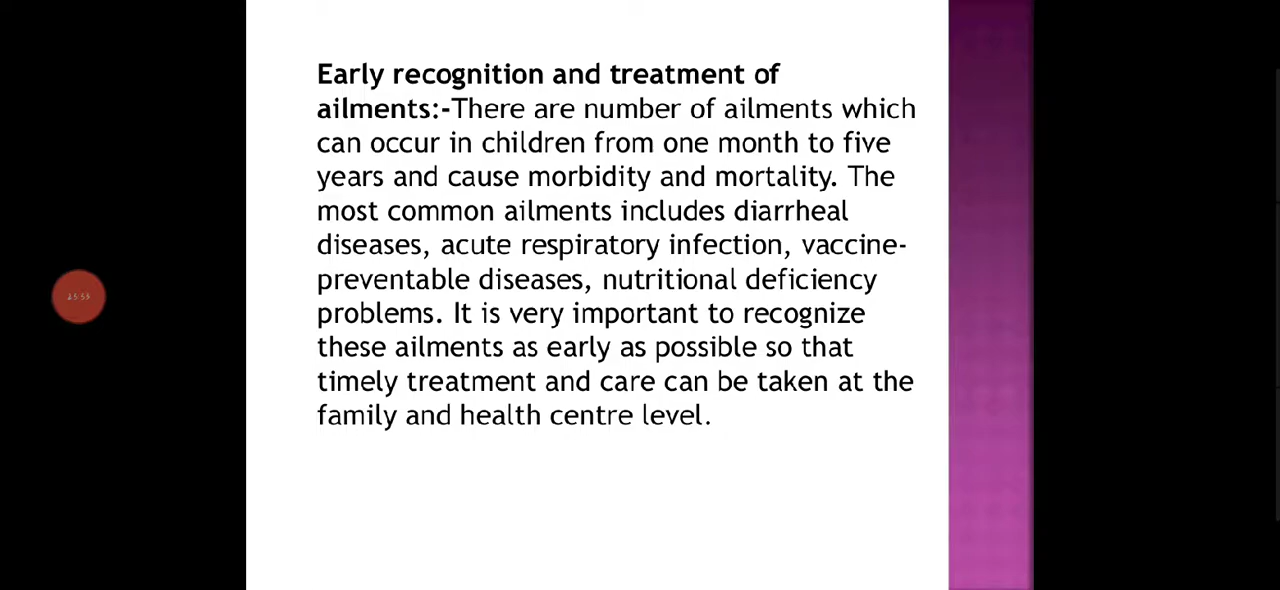 Early recognition and treatment of
ailments:-There are number of ailments which
can occur in children from one month to five
years and cause morbidity and mortality. The
most common ailments includes diarrheal
diseases, acute respiratory infection, vaccine-
preventable diseases, nutritional deficiency
problems. It is very important to recognize
these ailments as early as possible so that
timely treatment and care can be taken at the
family and health centre level.